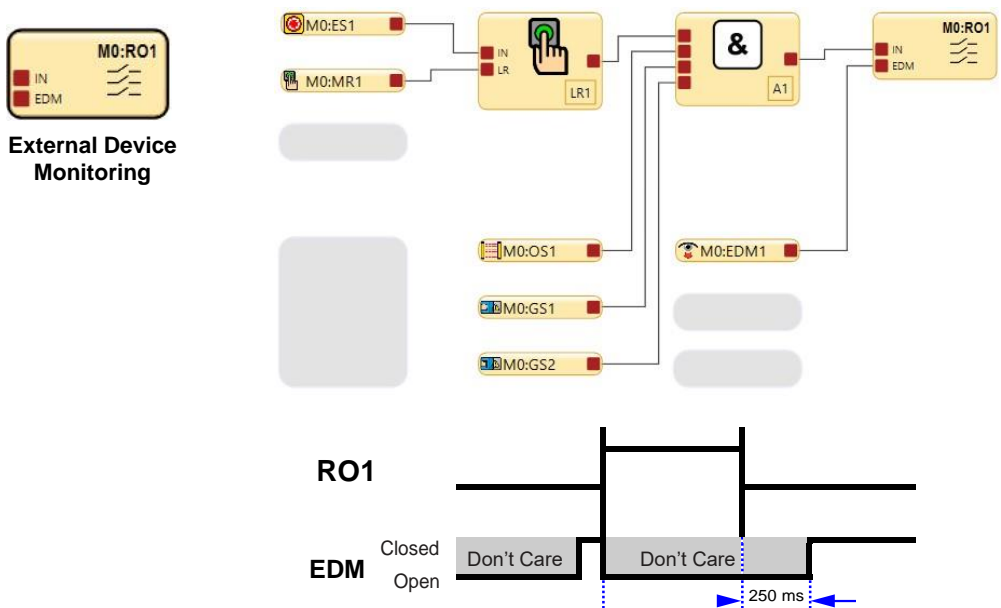 M0:RO1
IN
EDM
External Device
Monitoring
M0:ES1
M0:MR1
IN
LR
LR1
&
A1
M0:RO1
IN
EDM
M0:OS1
M0:EDM1
M0:GS1
M0:GS2
RO1
EDM
Closed
Open
Don't Care
Don't Care
250 ms